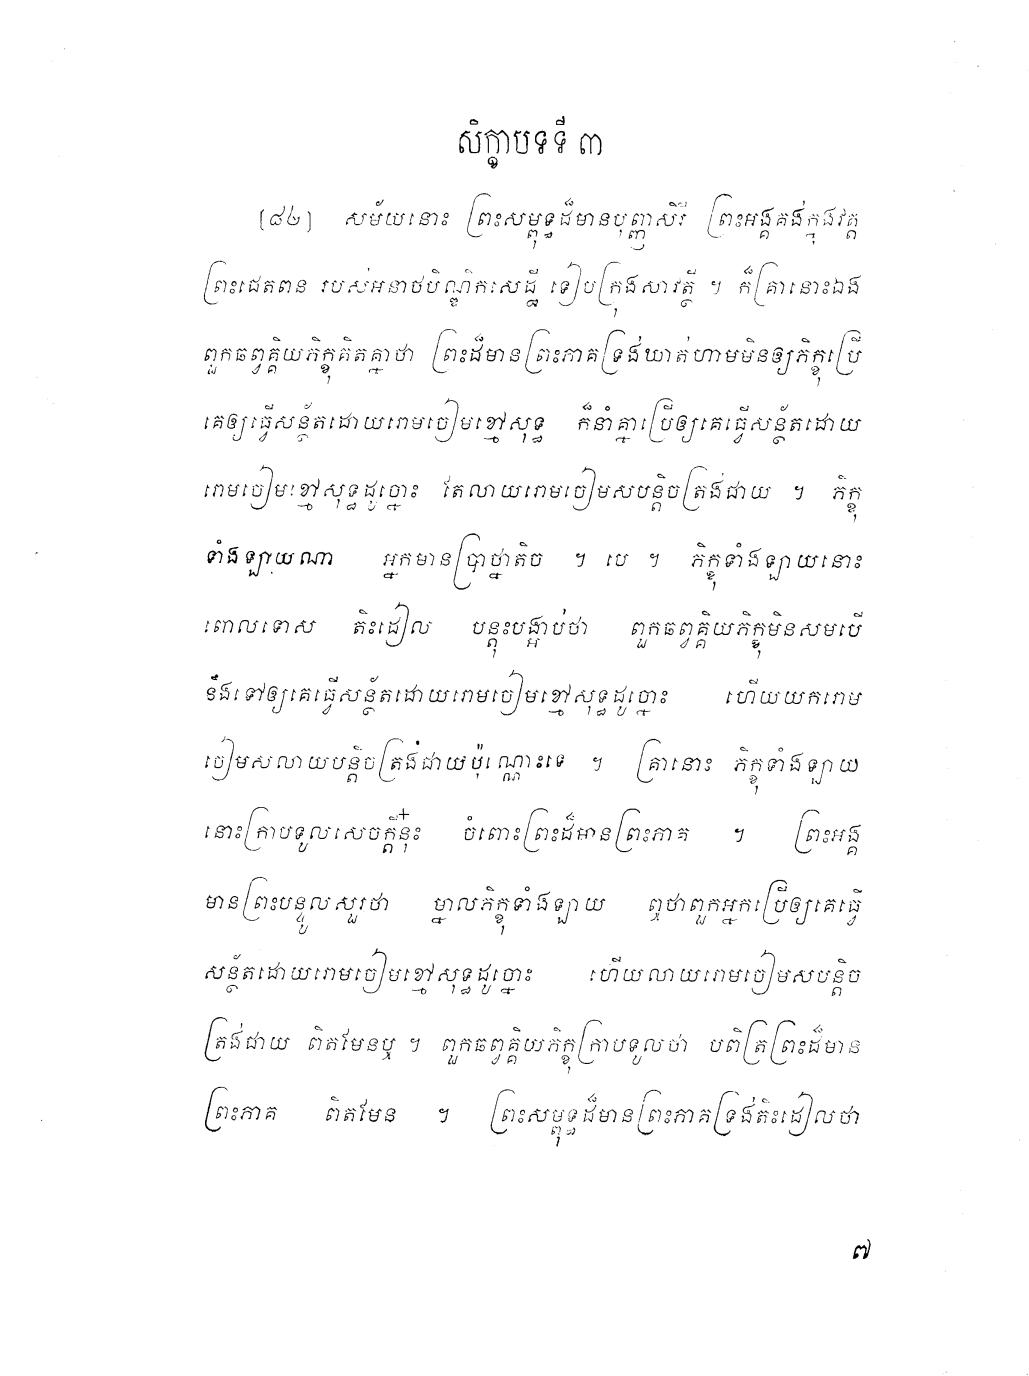 សិក្ខាបទទី ៣
(៨៤) សម័យនោះ ព្រះសម្ពុទ្ធដ៏មានបុញ្ញសិរី ព្រះអង្គគង់ក្នុងវត្ត
ព្រះជេតពន របស់អនាថបិណ្ឌិកសេដ្ឋី ទៀបក្រុងសាវត្ថី ។ ក៏គ្រានោះឯង
ពួកឆព្វគ្គិយភិក្ខុគិតគ្នាថា ព្រះដ៏មានព្រះភាគទ្រង់ឃាត់ហាមមិនឲ្យភិក្ខុប្រើ
គេឲ្យធ្វើសន្ថ័តដោយរោមចៀមខ្មៅសុទ្ធ ក៏នាំគ្នាប្រើឲ្យគេធ្វើសន្ថ័តដោយ
រោមចៀមខ្មៅសុទ្ធដូច្នោះ តែលាយរោមចៀមសបន្តិចត្រង់ជាយ ។ ភិក្ខុ
ទាំងឡាយណា អ្នកមានប្រាថ្នាតិច ។ បេ ។ ភិក្ខុទាំងឡាយនោះ
ពោលទោស តិះដៀល បន្តុះបង្អាប់ថា ពួកឆព្វគ្គិយភិក្ខុមិនសមបើ
នឹងទៅឲ្យគេធ្វើសន្ថ័តដោយរោមចៀមខ្មៅសុទ្ធដូច្នោះ ហើយយករោម
ចៀមសលាយបន្តិចត្រង់ជាយប៉ុណ្ណោះទេ ។ គ្រានោះ ភិក្ខុទាំងឡាយ
នោះក្រាបទូលសេចក្តីនុ៎ះ ចំពោះព្រះដ៏មានព្រះភាគ ។ ព្រះអង្គ
មានព្រះបន្ទូលសួរថា ម្នាលភិក្ខុទាំងឡាយ ឮថាពួកអ្នកប្រើឲ្យគេធ្វើ
សន្ថ័តដោយរោមចៀមខ្មៅសុទ្ធដូច្នោះ ហើយលាយរោមចៀមសបន្តិច
ត្រង់ជាយ ពិតមែនឬ ។ ពួកឆព្វគ្គិយភិក្ខុក្រាបទូលថា បពិត្រព្រះដ៏មាន
ព្រះភាគ ពិតមែន ។ ព្រះសម្ពុទ្ធដ៏មានព្រះភាគទ្រង់តិះដៀលថា
៧